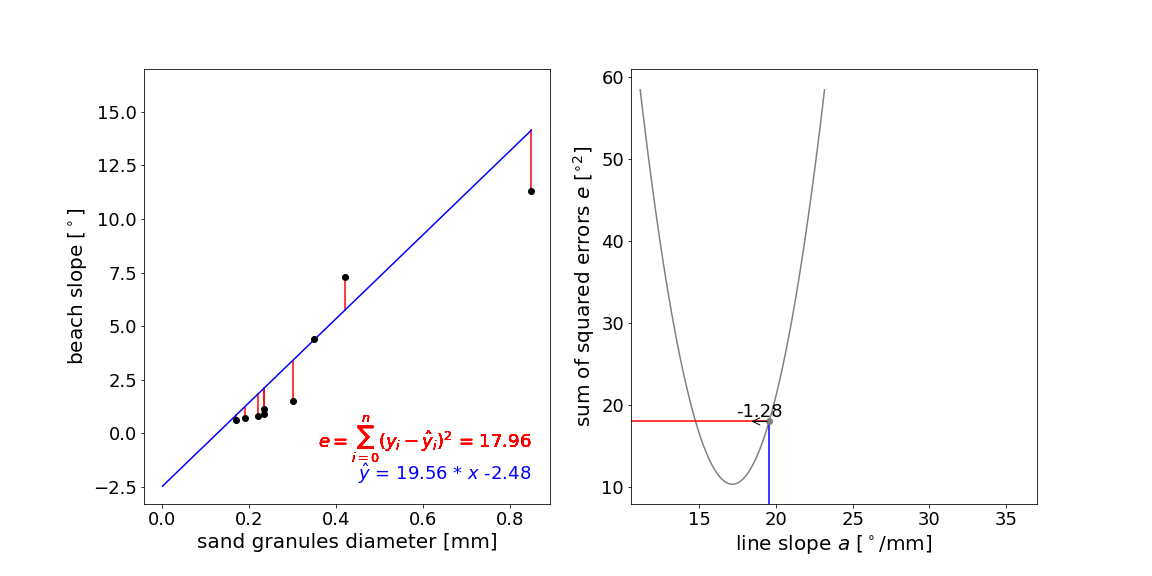 15.0
12.5
10.0
7.5
5.0
2.5
0.0
−2.5
beach slope [°]
0.0 0.2 0.4 0.6 0.8
sand granules diameter [mm]
e = \sum_{i=0}^{n} (y_i − ŷ_i)^2 = 17.96
ŷ = 19.56 * x -2.48
60
50
40
30
20
10
sum of squared errors e [°²]
-1.28
15 20 25 30 35
line slope a [°/mm]